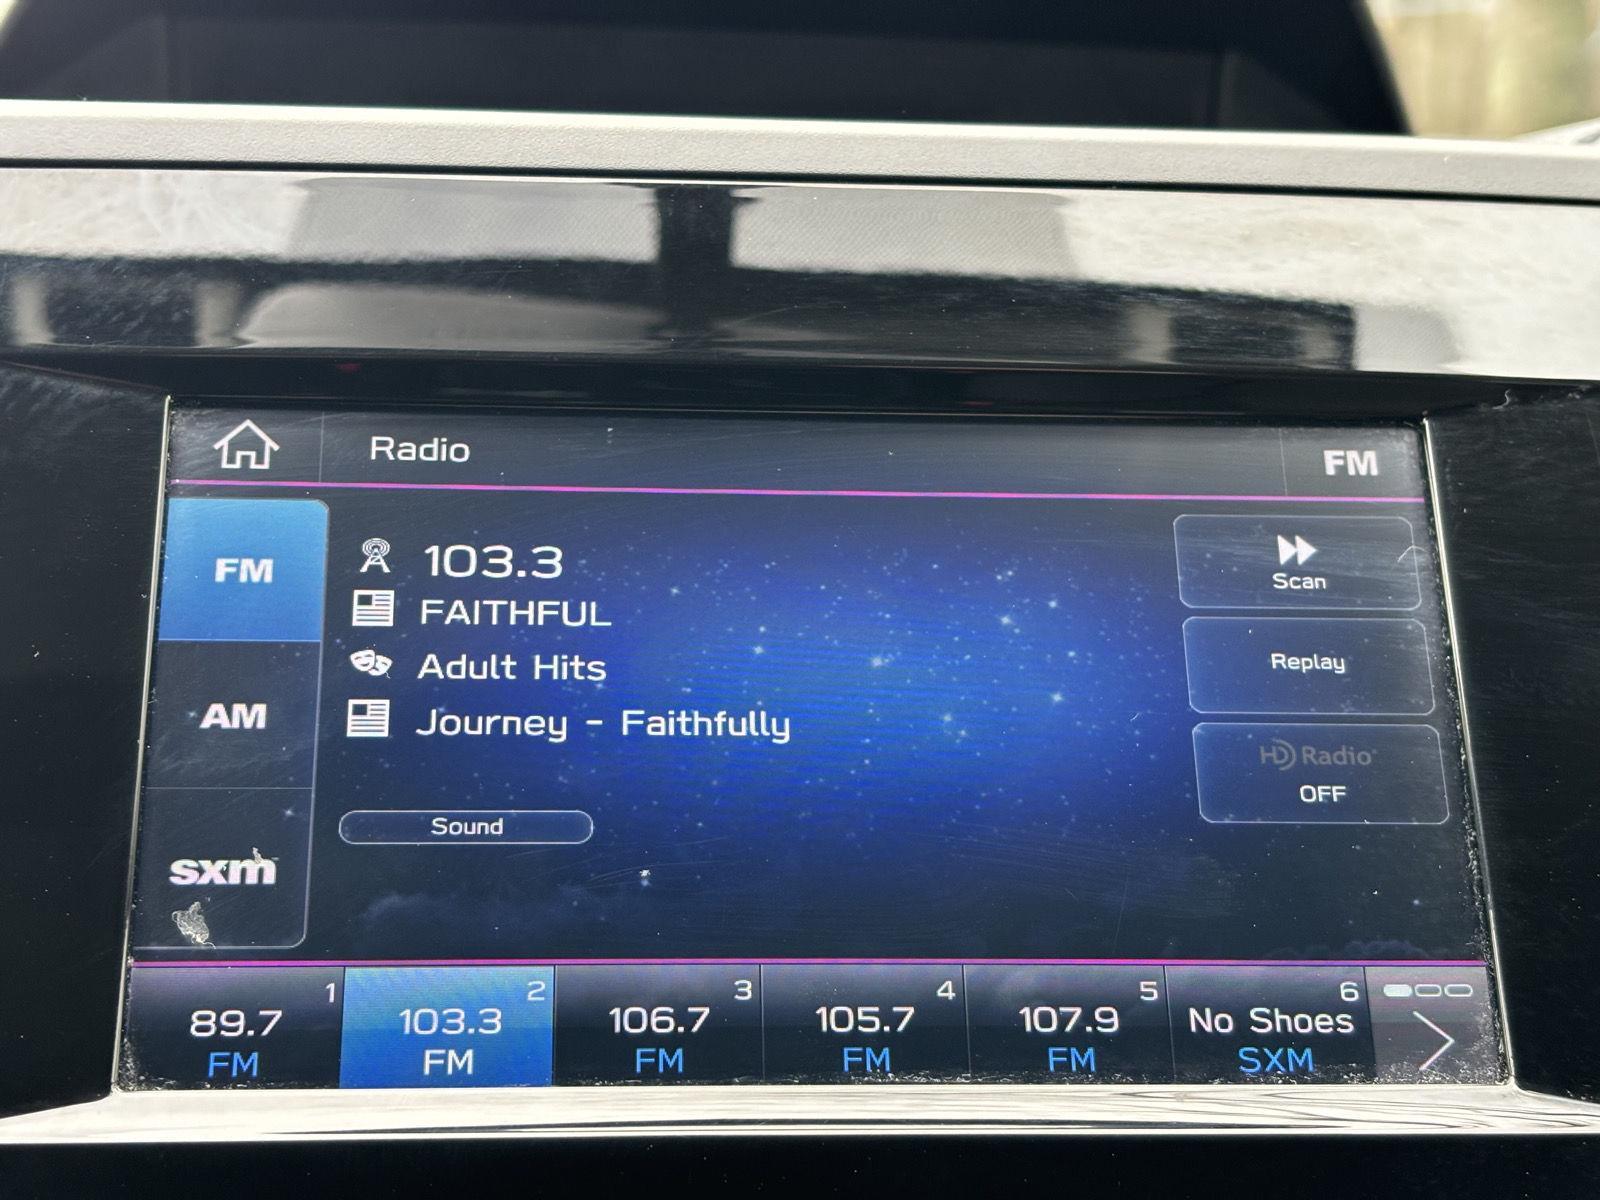 Radio
FM
FM
103.3
FAITHFUL
Adult Hits
Journey - Faithfully
Sound
AM
sxm
Scan
Replay
HD Radio
OFF
1
89.7
FM
2
103.3
FM
3
106.7
FM
4
105.7
FM
5
107.9
FM
6
No Shoes
SXM